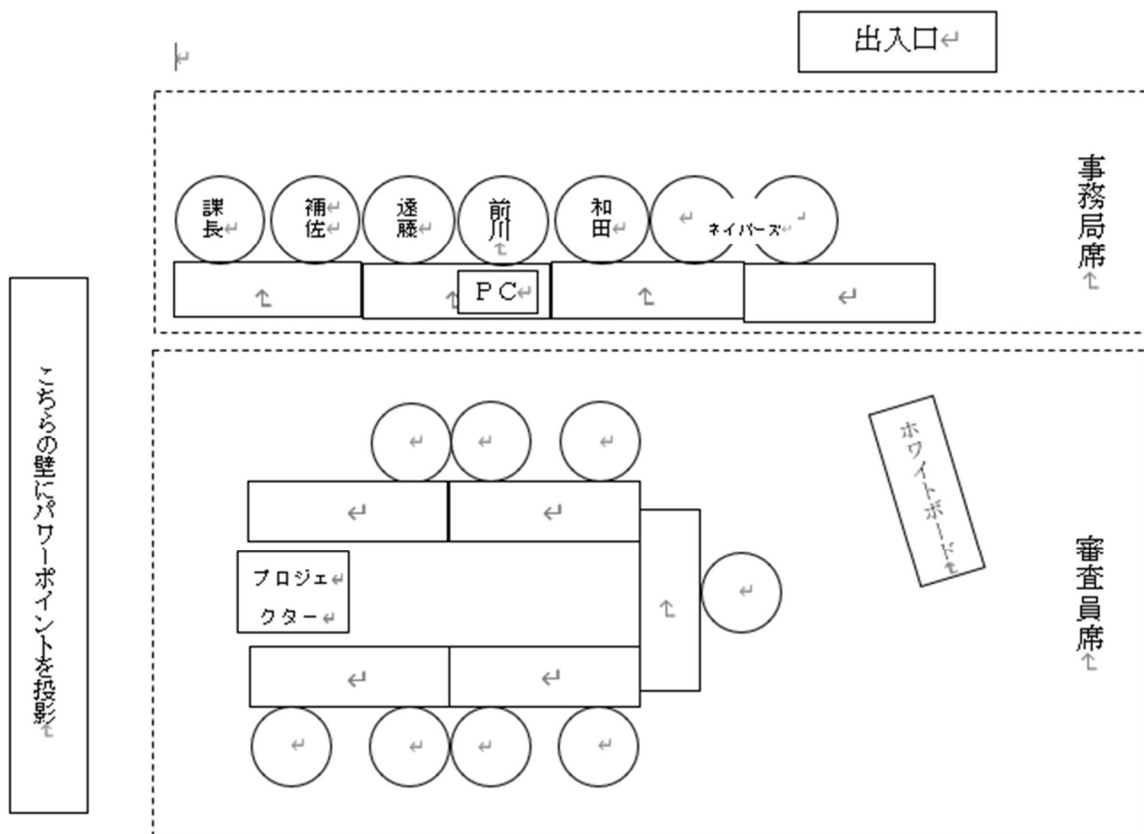 出入口
事務局席
課長
補佐
遠藤
前川
和田
ネイバーズ
PC
こちらの壁にパワーポイントを投影
ホワイトボード
審査員席
プロジェ
クター